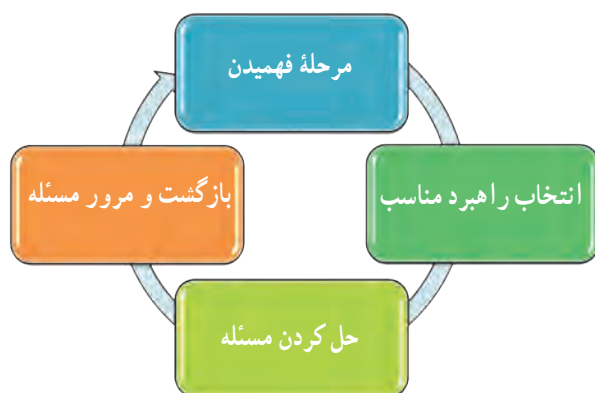 مرحلهٔ فهمیدن
انتخاب راهبرد مناسب
حل کردن مسئله
بازگشت و مرور مسئله